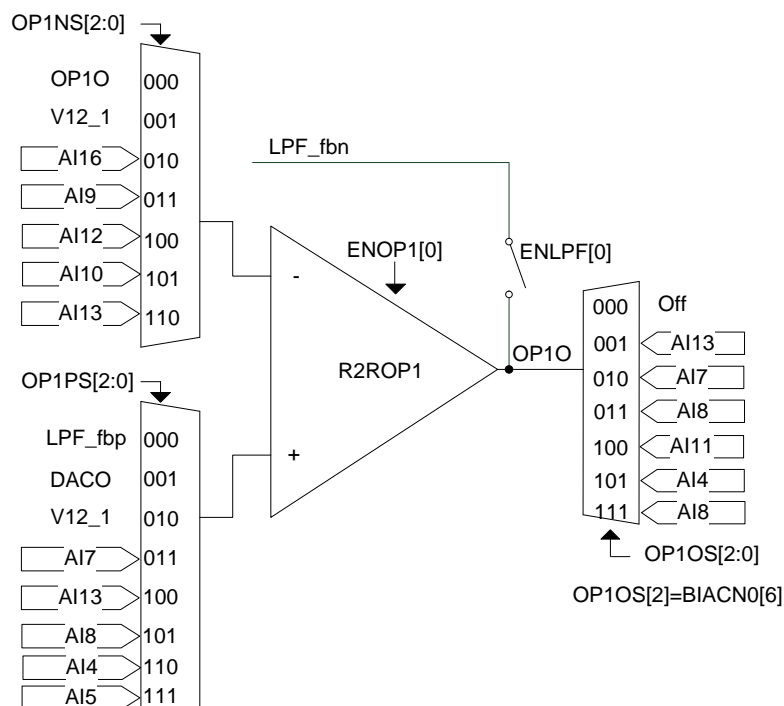 OP1NS[2:0]
OP1O 000
V12_1 001
AI16 010
AI9 011
AI12 100
AI10 101
AI13 110
LPF_fbn
ENOP1[0]
ENLPF[0]
-
R2ROP1
+
OP1O
000 Off
001 AI13
010 AI7
011 AI8
100 AI11
101 AI4
111 AI8
OP1OS[2:0]
OP1OS[2]=BIACN0[6]
OP1PS[2:0]
LPF_fbp 000
DACO 001
V12_1 010
AI7 011
AI13 100
AI8 101
AI4 110
AI5 111